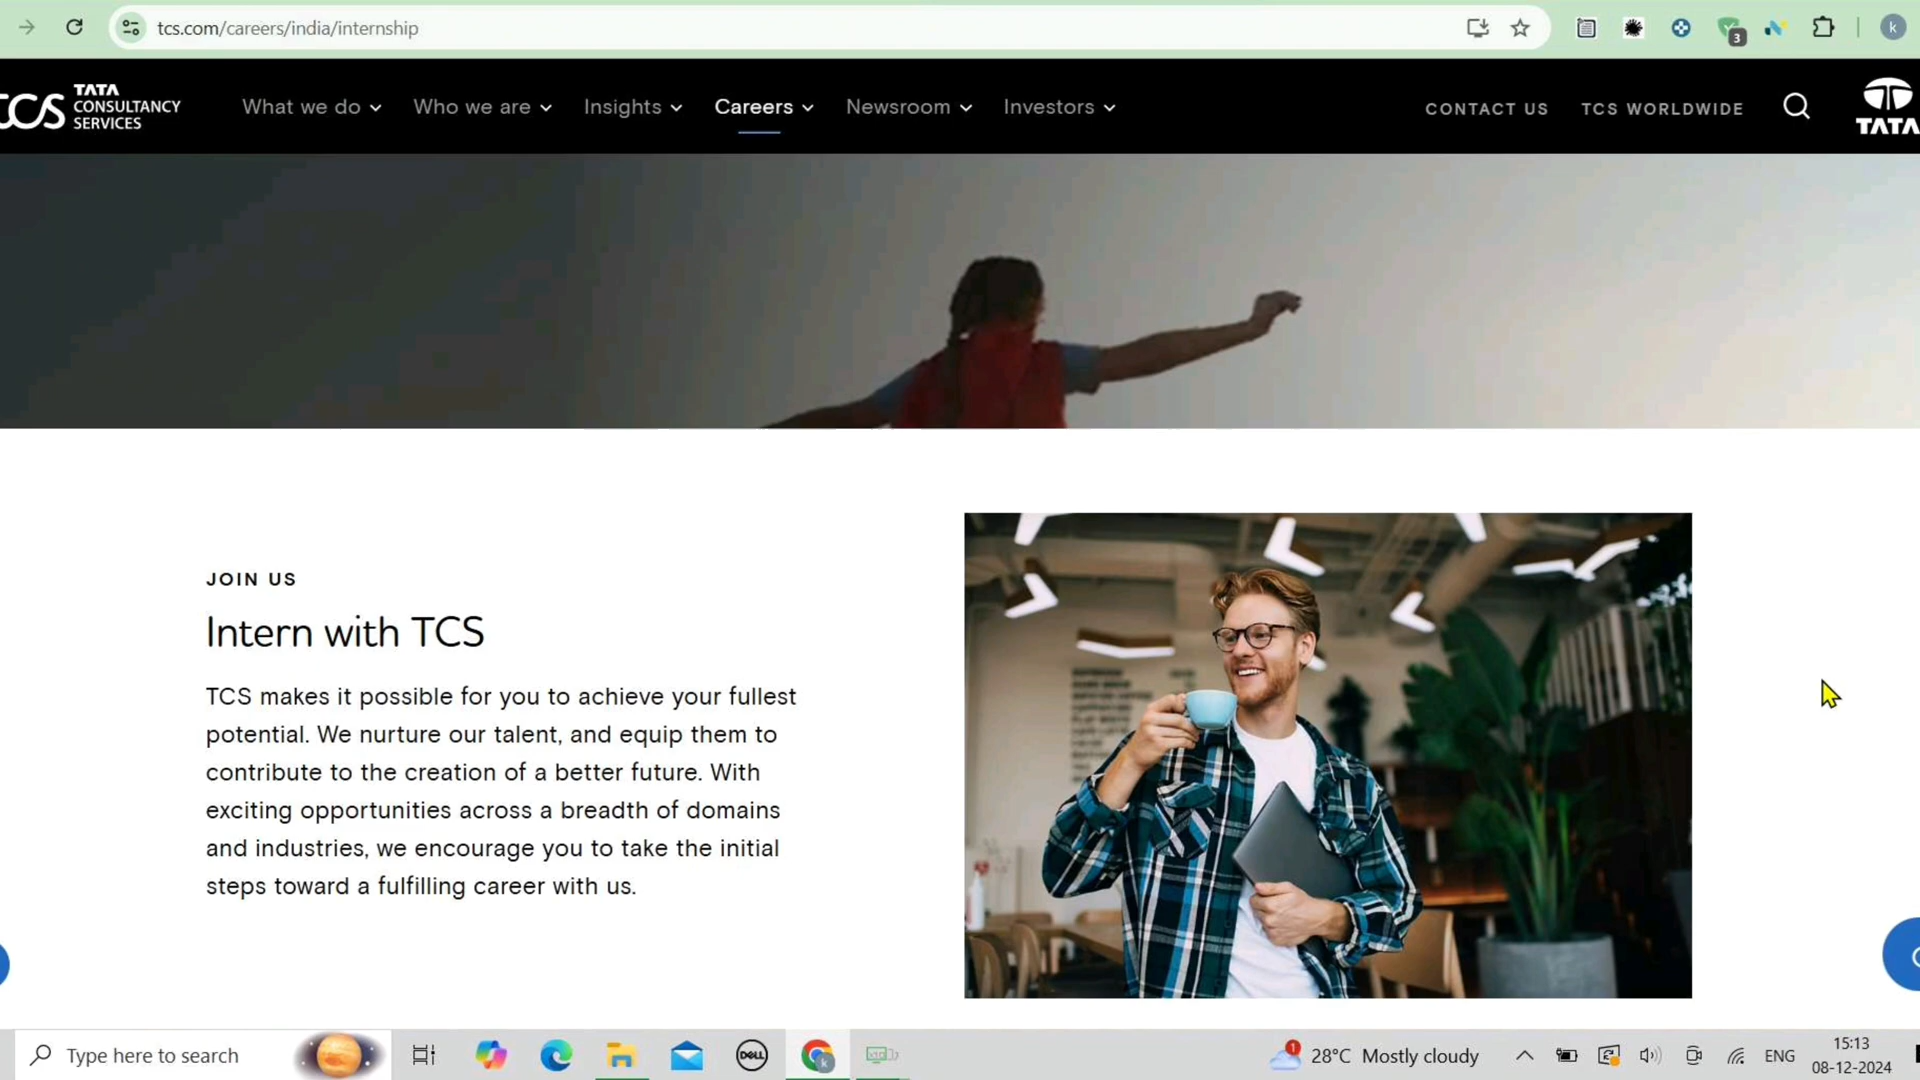 tcs.com/careers/india/internship
3
k
TATA
CONSULTANCY
SERVICES
What we do
Who we are
Insights
Careers
Newsroom
Investors
CONTACT US
TCS WORLDWIDE
TATA
JOIN US
Intern with TCS
TCS makes it possible for you to achieve your fullest
potential. We nurture our talent, and equip them to
contribute to the creation of a better future. With
exciting opportunities across a breadth of domains
and industries, we encourage you to take the initial
steps toward a fulfilling career with us.
Type here to search
DELL
k
1
28°C Mostly cloudy
ENG
15:13
08-12-2024